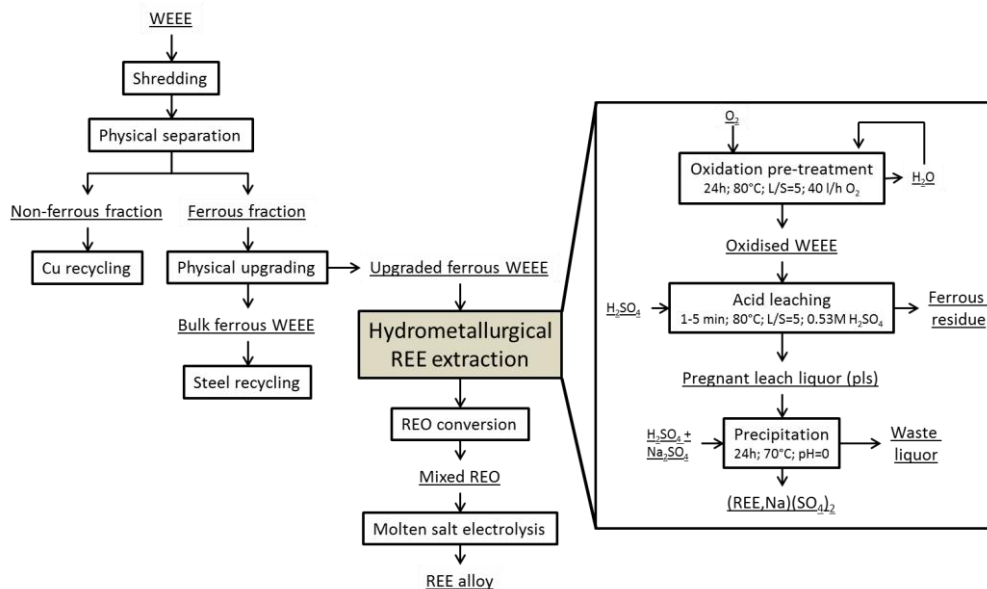 WEEE
Shredding
Physical separation
Non-ferrous fraction
Ferrous fraction
Cu recycling
Physical upgrading
Upgraded ferrous WEEE
Bulk ferrous WEEE
Steel recycling
Hydrometallurgical
REE extraction
REO conversion
Mixed REO
Molten salt electrolysis
REE alloy
O₂
Oxidation pre-treatment
24h; 80°C; L/S=5; 40 l/h O₂
H₂O
Oxidised WEEE
H₂SO₄
Acid leaching
1-5 min; 80°C; L/S=5; 0.53M H₂SO₄
Ferrous
residue
Pregnant leach liquor (pls)
H₂SO₄ +
Na₂SO₄
Precipitation
24h; 70°C; pH=0
Waste
liquor
(REE,Na)(SO₄)₂